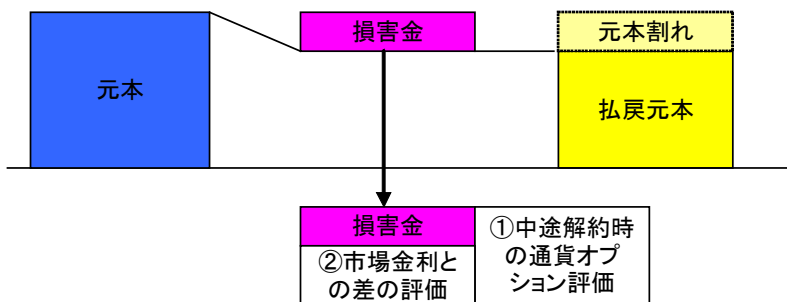 損害金
元本割れ
元本
払戻元本
損害金
①中途解約時
の通貨オプ
ション評価
②市場金利と
の差の評価